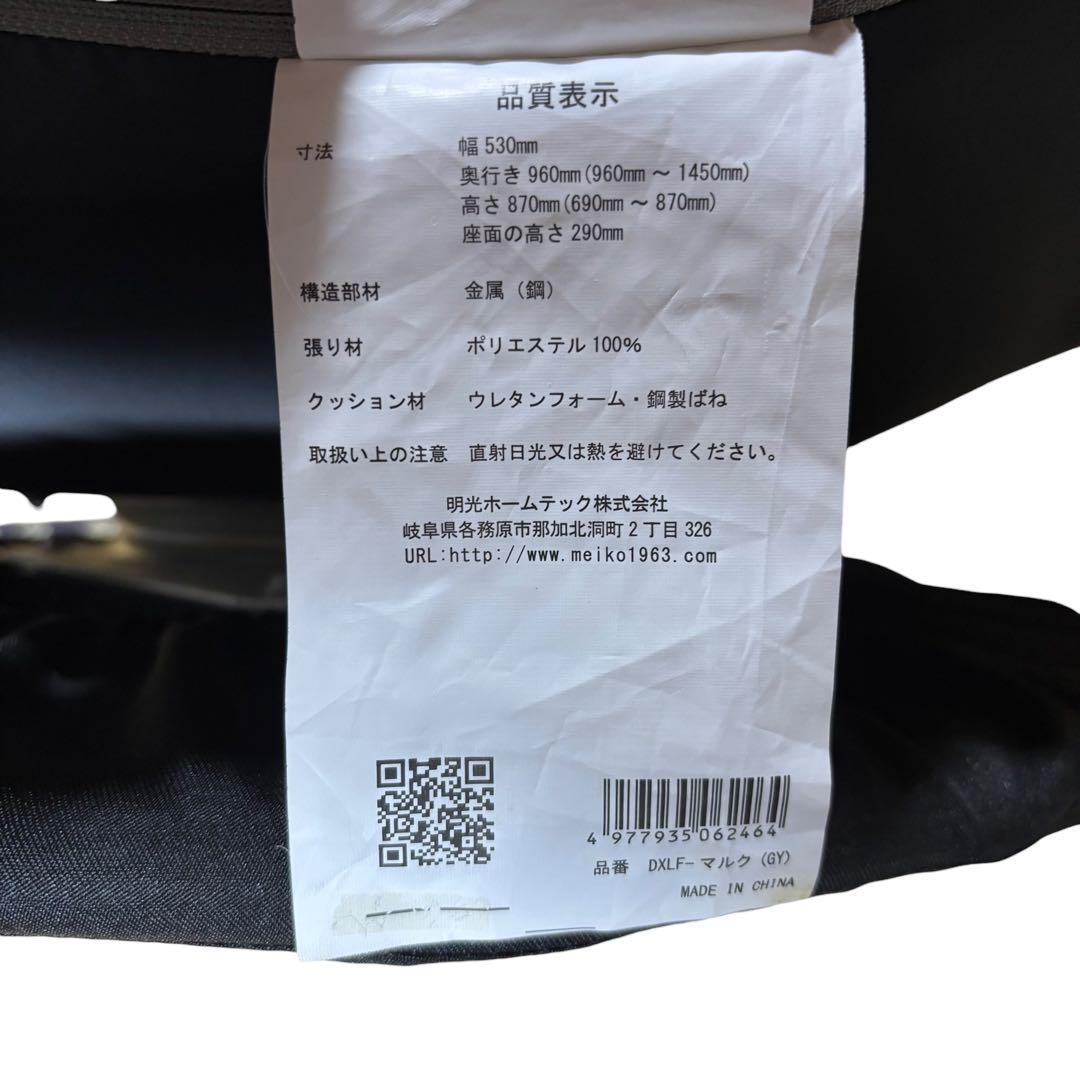 品質表示
寸法 幅 530mm
奥行き 960mm(960mm ～ 1450mm)
高さ 870mm(690mm ～ 870mm)
座面の高さ 290mm
構造部材 金属（鋼）
張り材 ポリエステル 100%
クッション材 ウレタンフォーム・鋼製ばね
取扱い上の注意 直射日光又は熱を避けてください。
明光ホームテック株式会社
岐阜県各務原市那加北洞町 2 丁目 326
URL:http://www.meiko1963.com
4 977935 062464
品番 DXLF-マルク(GY)
MADE IN CHINA